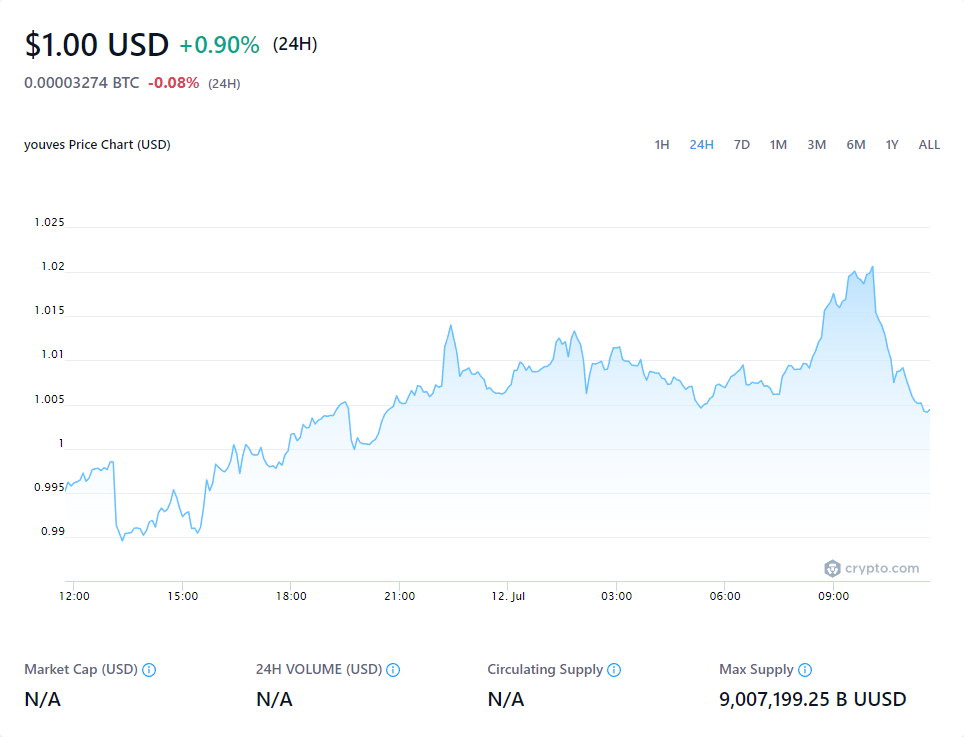 $1.00 USD +0.90% (24H)
0.00003274 BTC -0.08% (24H)
youves Price Chart (USD)
1H 24H 7D 1M 3M 6M 1Y ALL
1.025
1.02
1.015
1.01
1.005
1
0.995
0.99
crypto.com
12:00 15:00 18:00 21:00 12. Jul 03:00 06:00 09:00
Market Cap (USD) 24H VOLUME (USD) Circulating Supply Max Supply
N/A N/A N/A 9,007,199.25 B UUSD